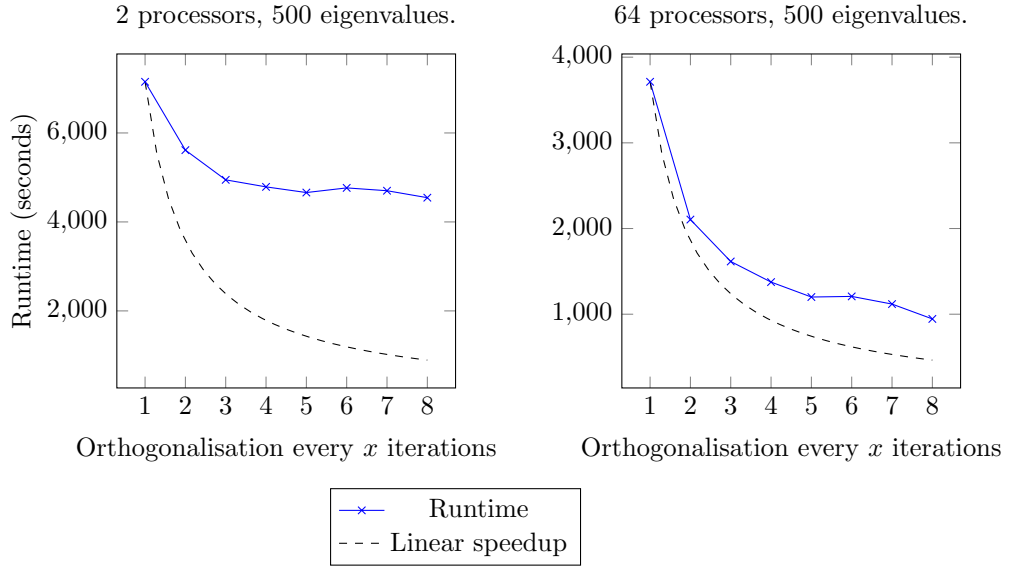 2 processors, 500 eigenvalues.
Runtime (seconds)
6,000
4,000
2,000
1 2 3 4 5 6 7 8
Orthogonalisation every x iterations
64 processors, 500 eigenvalues.
4,000
3,000
2,000
1,000
1 2 3 4 5 6 7 8
Orthogonalisation every x iterations
Runtime
Linear speedup